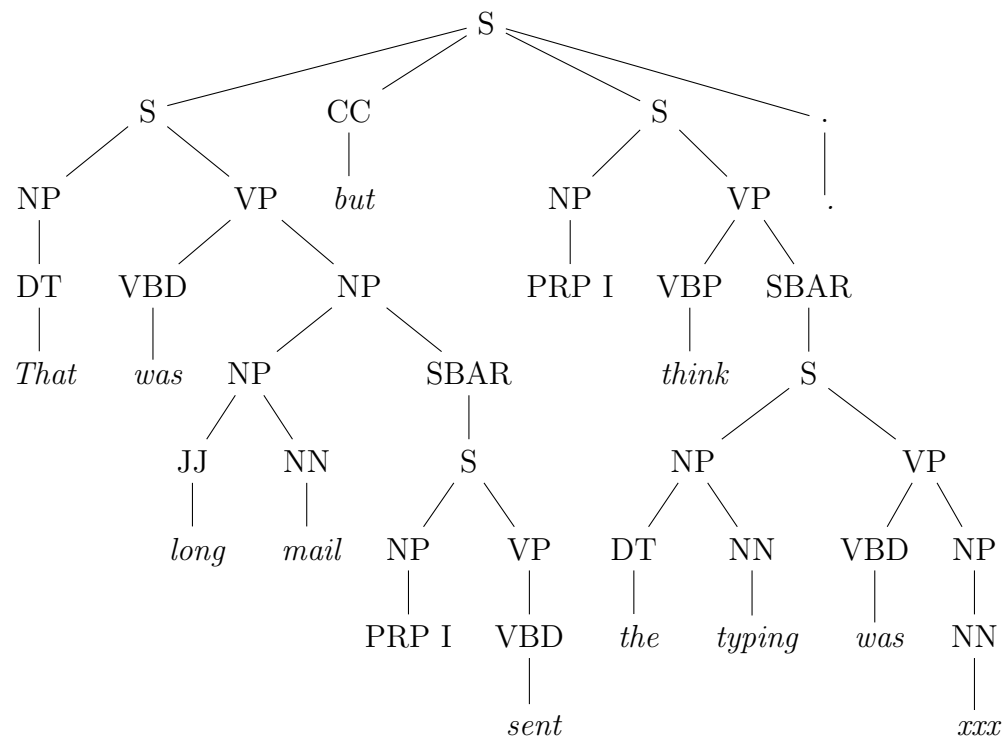 S
S CC S .
NP VP but NP VP .
DT VBD NP PRP I VBP SBAR
That was NP SBAR think S
JJ NN S NP VP
long mail NP VP DT NN VBD NP
PRP I VBD the typing was NN
sent xxx